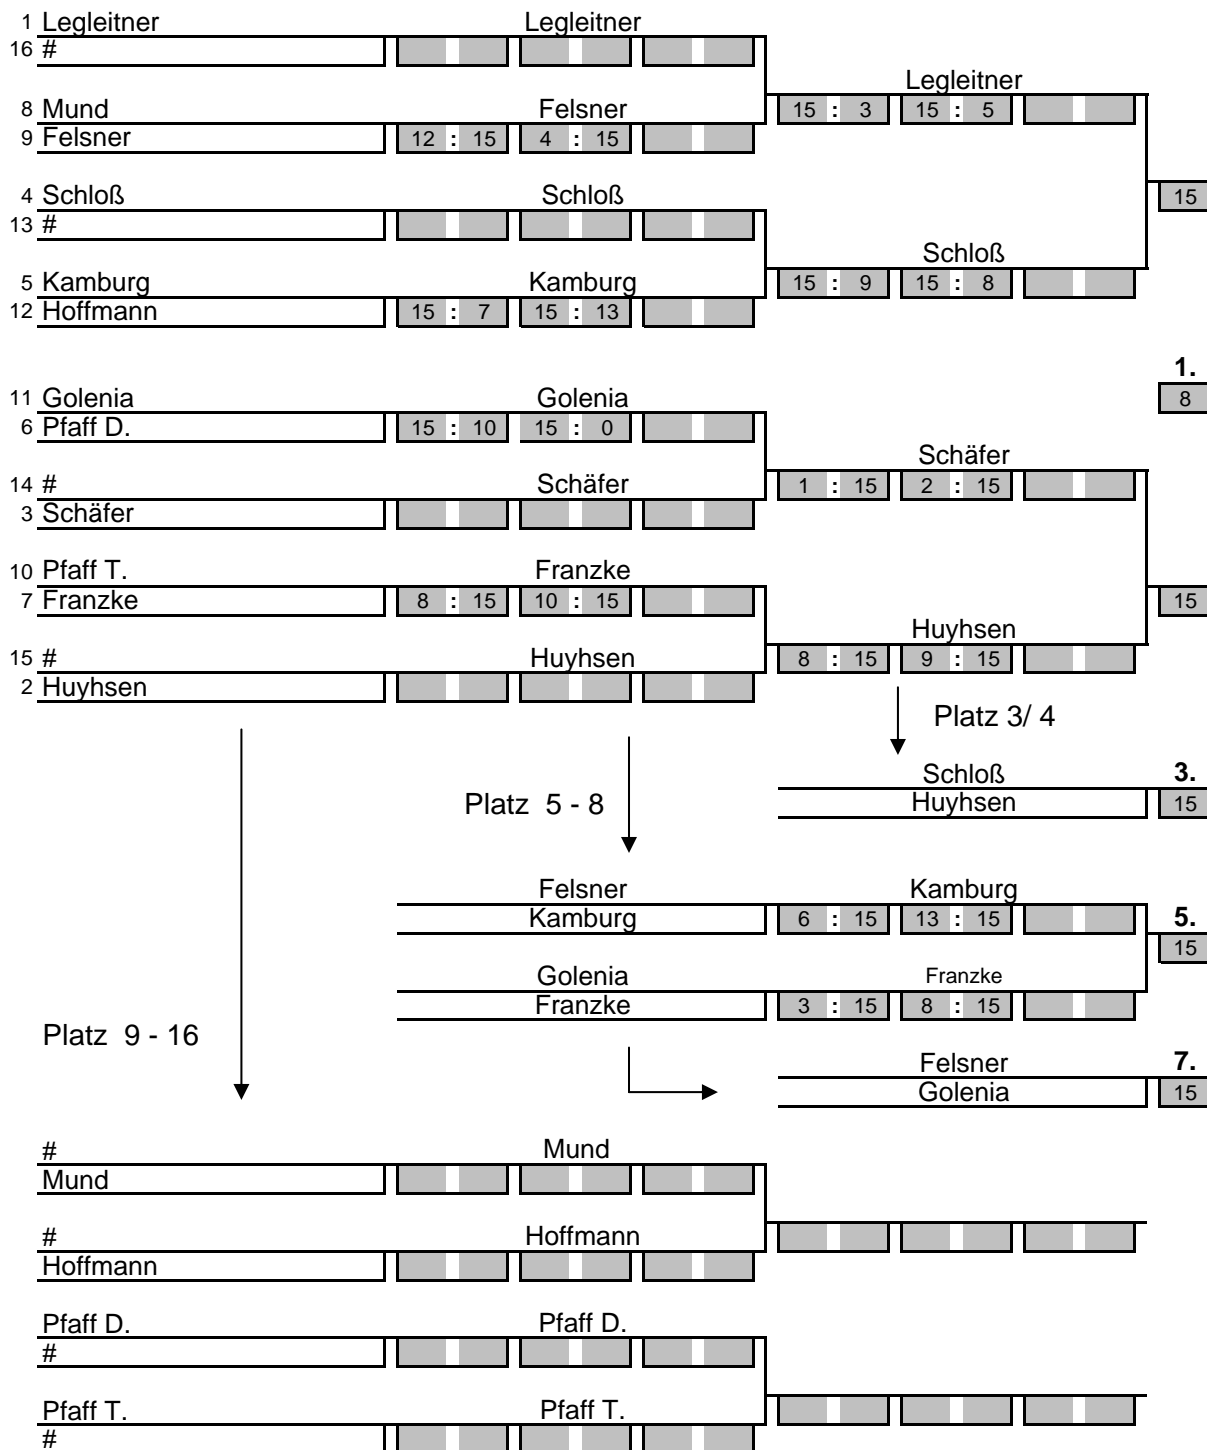 1 Legleitner Legleitner
16 #
Legleitner
8 Mund Felsner 15 : 3 15 : 5
9 Felsner 12 : 15 4 : 15
4 Schloß Schloß 15
13 #
Schloß
5 Kamburg Kamburg 15 : 9 15 : 8
12 Hoffmann 15 : 7 15 : 13
1.
11 Golenia Golenia 8
6 Pfaff D. 15 : 10 15 : 0
Schäfer
14 # Schäfer 1 : 15 2 : 15
3 Schäfer
10 Pfaff T. Franzke
7 Franzke 8 : 15 10 : 15 15
Huyhsen
15 # Huyhsen 8 : 15 9 : 15
2 Huyhsen
Platz 3/ 4
Schloß 3.
Platz 5 - 8 Huyhsen 15
Felsner Kamburg
Kamburg 6 : 15 13 : 15 5.
15
Golenia Franzke
Franzke 3 : 15 8 : 15
Platz 9 - 16
Felsner 7.
Golenia 15
# Mund
Mund
# Hoffmann
Hoffmann
Pfaff D. Pfaff D.
#
Pfaff T. Pfaff T.
#